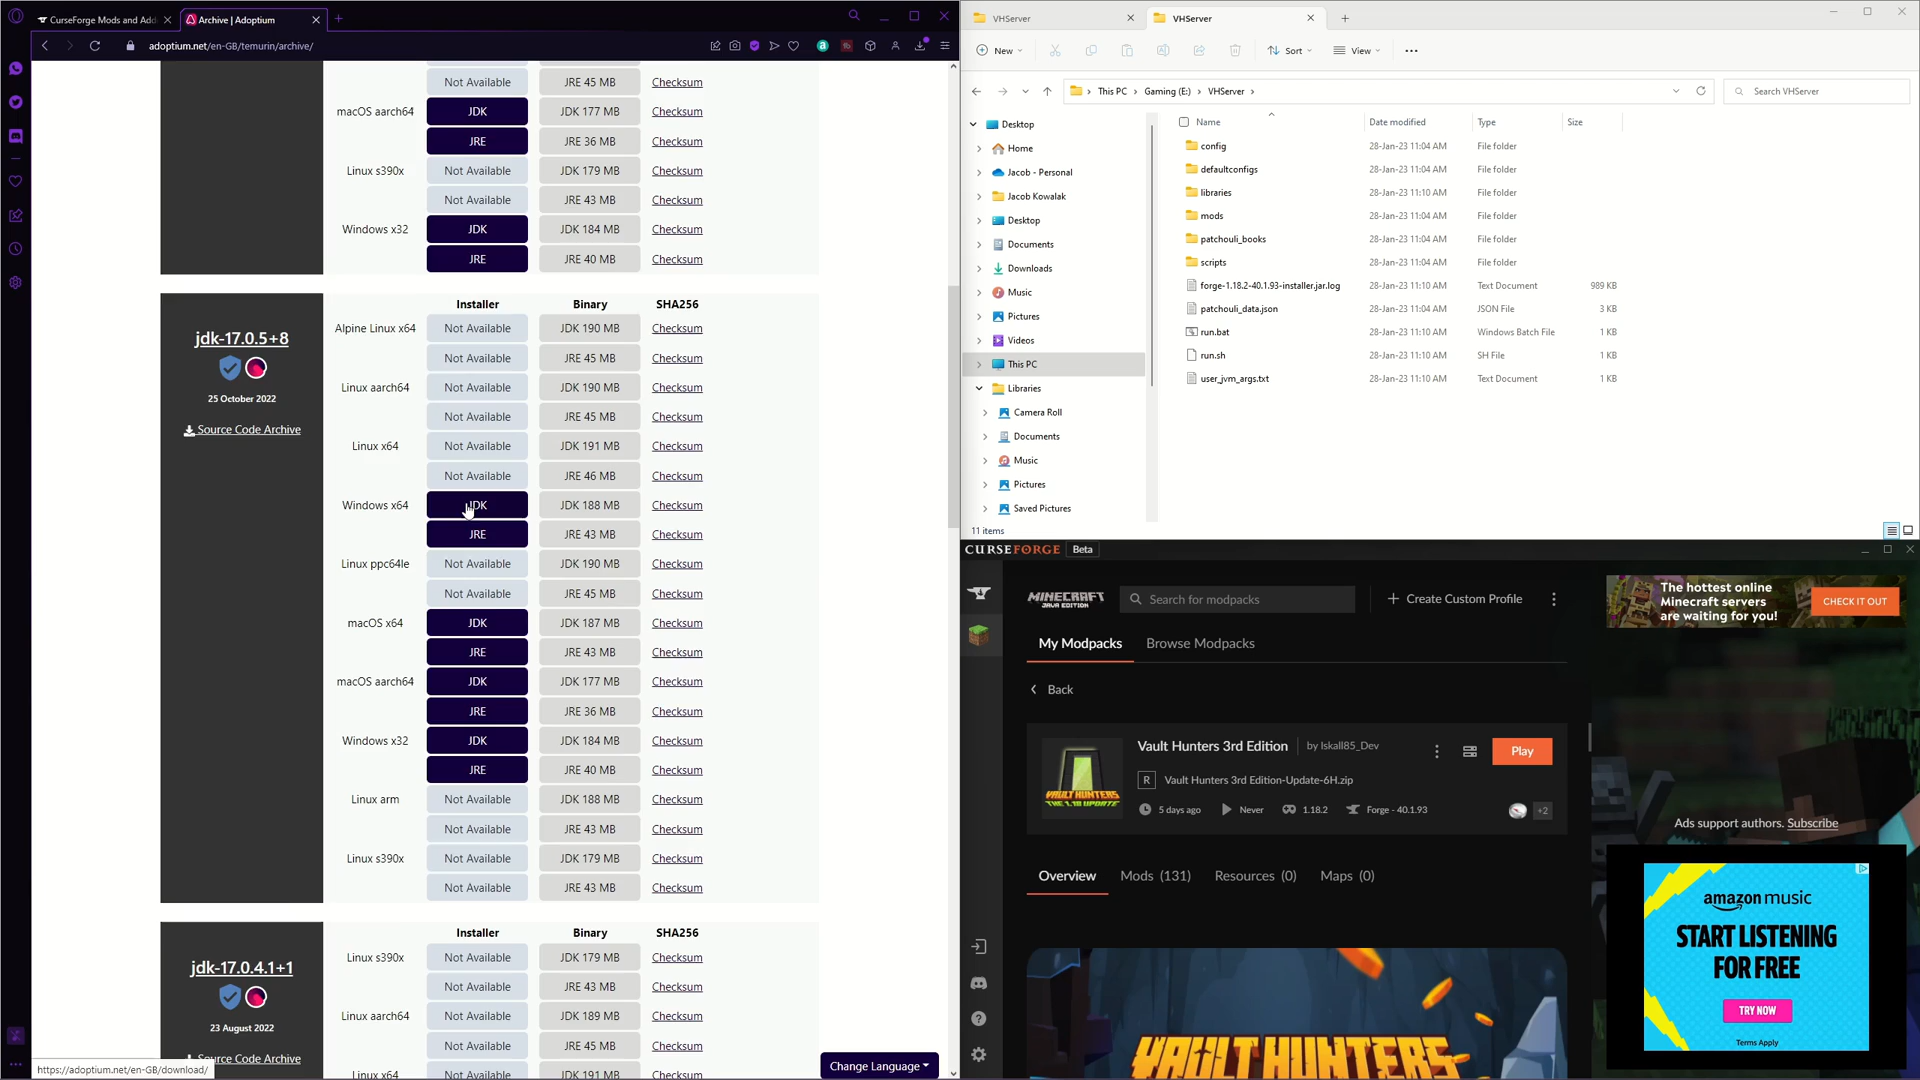 CurseForge Mods and Add
Archive | Adoptium
adoptium.net/en-GB/temurin/archive/
Not Available JRE 45 MB Checksum
macOS aarch64 JDK JDK 177 MB Checksum
JRE JRE 36 MB Checksum
Linux s390x Not Available JDK 179 MB Checksum
Not Available JRE 43 MB Checksum
Windows x32 JDK JDK 184 MB Checksum
JRE JRE 40 MB Checksum
Installer Binary SHA256
jdk-17.0.5+8
25 October 2022
Source Code Archive
Alpine Linux x64 Not Available JDK 190 MB Checksum
Not Available JRE 45 MB Checksum
Linux aarch64 Not Available JDK 190 MB Checksum
Not Available JRE 45 MB Checksum
Linux x64 Not Available JDK 191 MB Checksum
Not Available JRE 46 MB Checksum
Windows x64 JDK JDK 188 MB Checksum
JRE JRE 43 MB Checksum
Linux ppc64le Not Available JDK 190 MB Checksum
Not Available JRE 45 MB Checksum
macOS x64 JDK JDK 187 MB Checksum
JRE JRE 43 MB Checksum
macOS aarch64 JDK JDK 177 MB Checksum
JRE JRE 36 MB Checksum
Windows x32 JDK JDK 184 MB Checksum
JRE JRE 40 MB Checksum
Linux arm Not Available JDK 188 MB Checksum
Not Available JRE 43 MB Checksum
Linux s390x Not Available JDK 179 MB Checksum
Not Available JRE 43 MB Checksum
Installer Binary SHA256
jdk-17.0.4.1+1
23 August 2022
Source Code Archive
Linux s390x Not Available JDK 179 MB Checksum
Not Available JRE 43 MB Checksum
Linux aarch64 Not Available JDK 189 MB Checksum
Not Available JRE 45 MB Checksum
Linux x64 Not Available JDK 191 MB Checksum
Change Language
https://adoptium.net/en-GB/download/
VHServer
VHServer
New Sort View
This PC Gaming (E:) VHServer
Search VHServer
Desktop
Home
Jacob - Personal
Jacob Kowalak
Desktop
Documents
Downloads
Music
Pictures
Videos
This PC
Libraries
Camera Roll
Documents
Music
Pictures
Saved Pictures
11 items
Name Date modified Type Size
config 28-Jan-23 11:04 AM File folder
defaultconfigs 28-Jan-23 11:04 AM File folder
libraries 28-Jan-23 11:10 AM File folder
mods 28-Jan-23 11:04 AM File folder
patchouli_books 28-Jan-23 11:04 AM File folder
scripts 28-Jan-23 11:04 AM File folder
forge-1.18.2-40.1.93-installer.jar.log 28-Jan-23 11:10 AM Text Document 989 KB
patchouli_data.json 28-Jan-23 11:04 AM JSON File 3 KB
run.bat 28-Jan-23 11:10 AM Windows Batch File 1 KB
run.sh 28-Jan-23 11:10 AM SH File 1 KB
user_jvm_args.txt 28-Jan-23 11:10 AM Text Document 1 KB
CURSEFORGE Beta
MINECRAFT
JAVA EDITION
Search for modpacks
Create Custom Profile
My Modpacks Browse Modpacks
Back
VAULT HUNTERS
THE 1.18 UPDATE
Vault Hunters 3rd Edition by Iskall85_Dev
R Vault Hunters 3rd Edition-Update-6H.zip
5 days ago Never 1.18.2 Forge - 40.1.93
+2
Play
Overview Mods (131) Resources (0) Maps (0)
VAULT HUNTERS
The hottest online
Minecraft servers
are waiting for you!
CHECK IT OUT
Ads support authors. Subscribe
amazon music
START LISTENING
FOR FREE
TRY NOW
Terms Apply